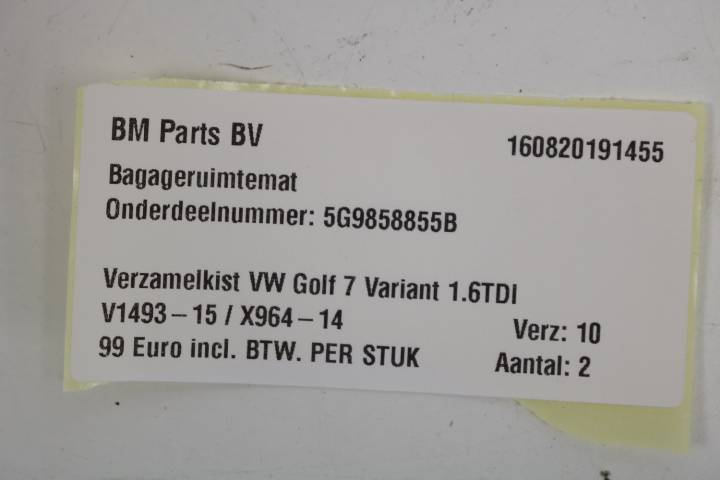 BM Parts BV 160820191455
Bagageruimtemat
Onderdeelnummer: 5G9858855B
Verzamelkist VW Golf 7 Variant 1.6TDI
V1493-15 / X964-14 Verz: 10
99 Euro incl. BTW. PER STUK Aantal: 2